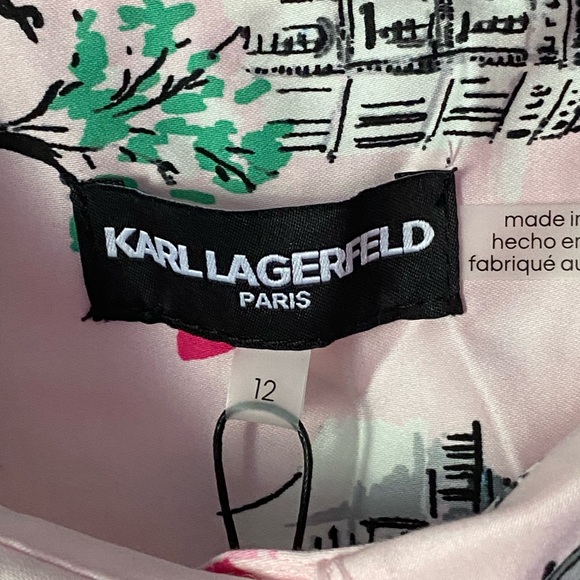 KARL LAGERFELD
PARIS
made in
hecho en
fabriqué au
12